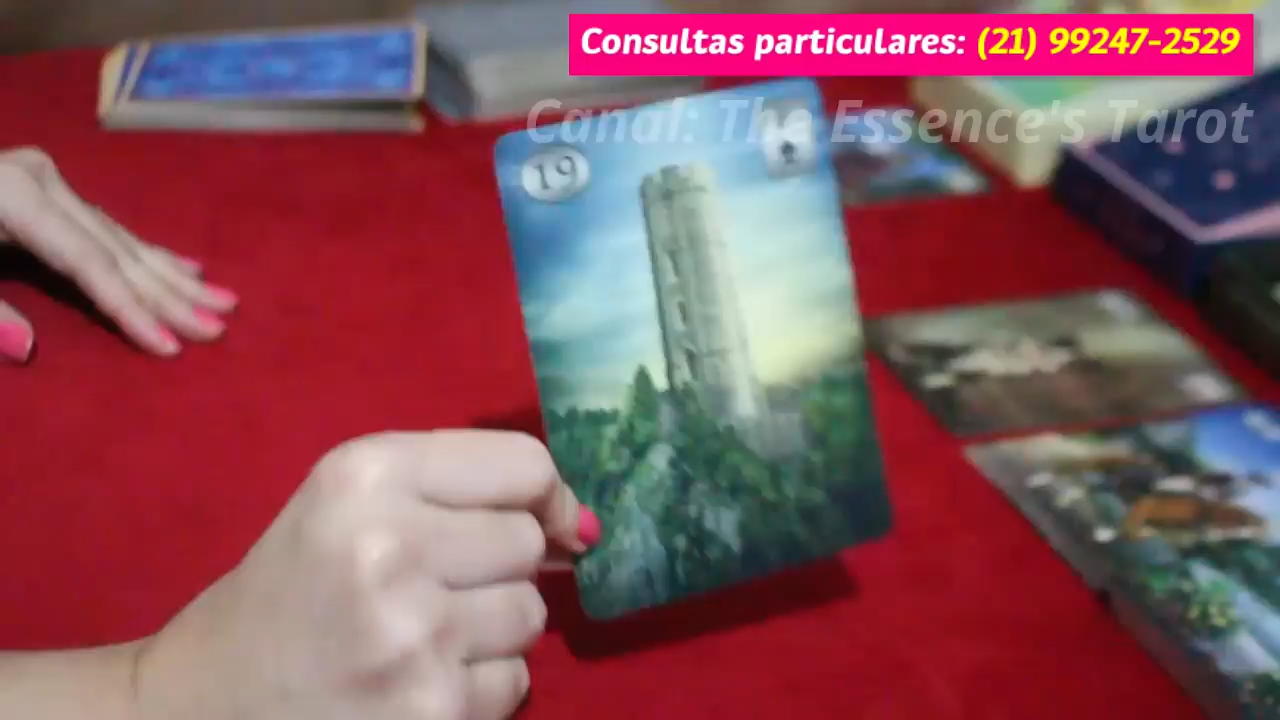 Consultas particulares: (21) 99247-2529
Canal: The Essence's Tarot
19